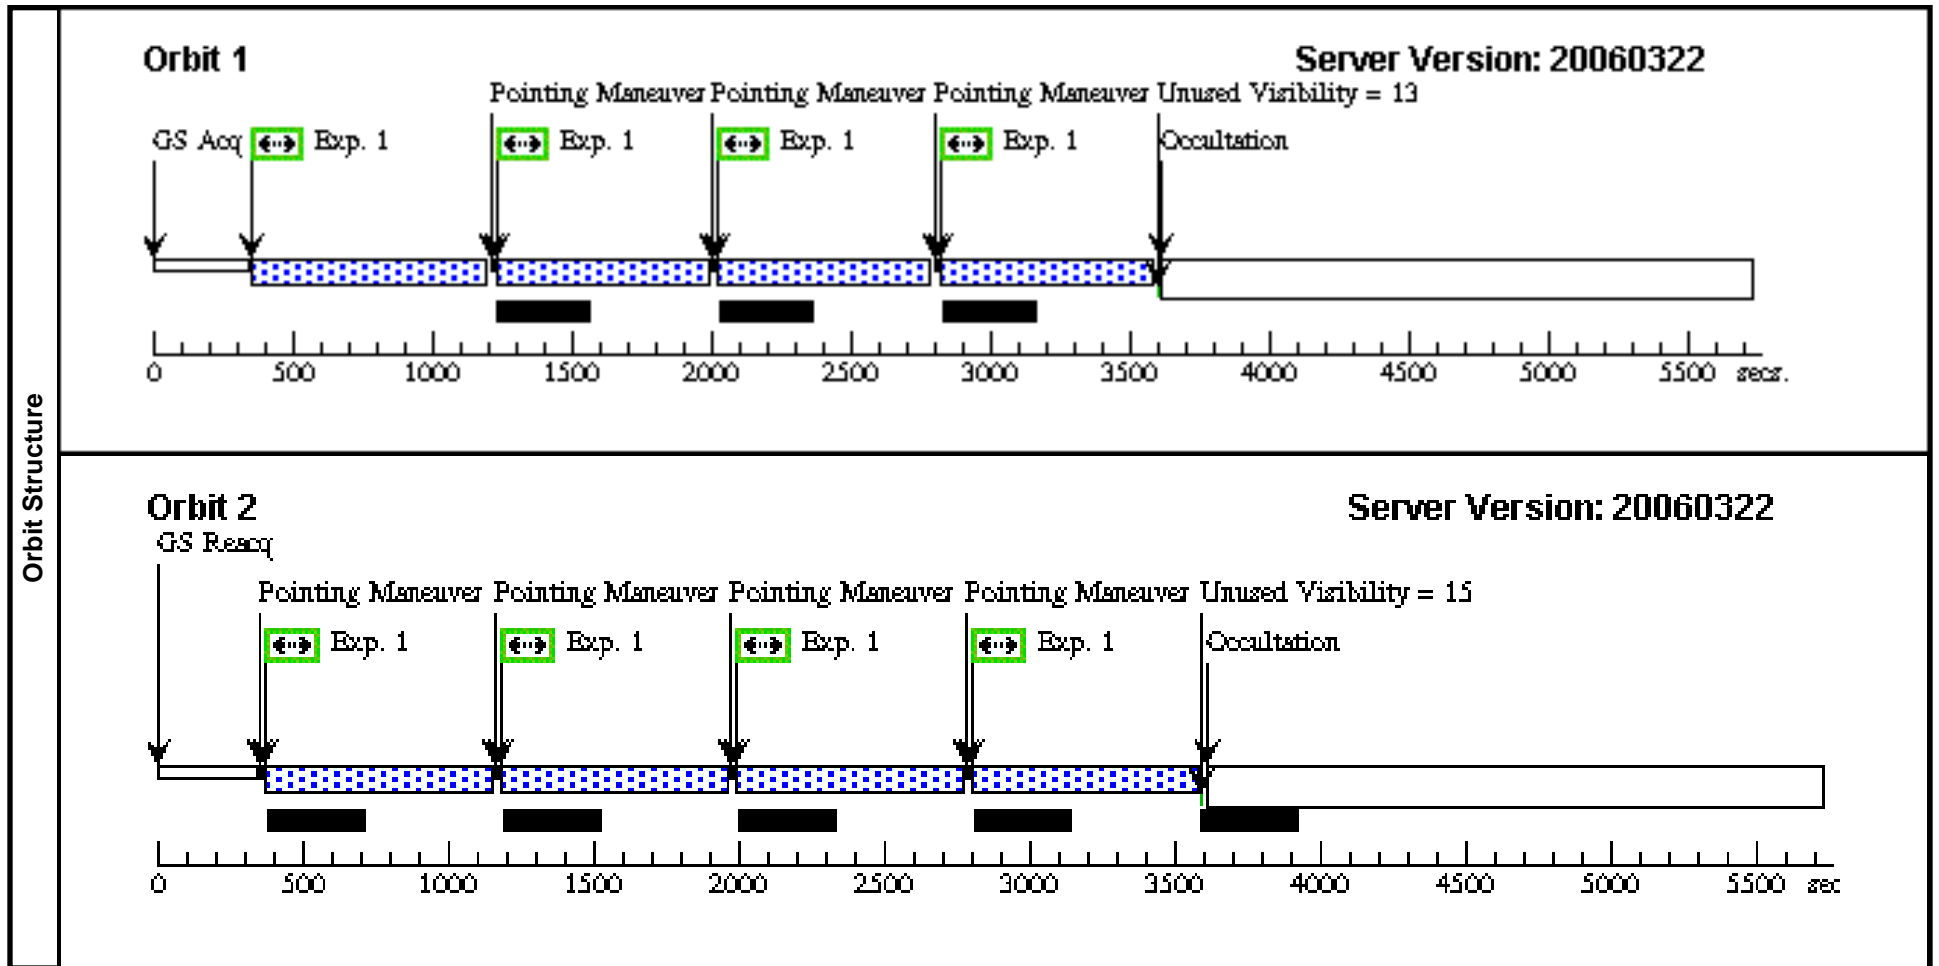 Orbit Structure
Orbit 1
Server Version: 20060322
Pointing Maneuver Pointing Maneuver Pointing Maneuver Unused Visibility = 13
GS Acq Exp. 1 Exp. 1 Exp. 1 Exp. 1 Occultation
0 500 1000 1500 2000 2500 3000 3500 4000 4500 5000 5500 secs.
Orbit 2
Server Version: 20060322
GS Reacq
Pointing Maneuver Pointing Maneuver Pointing Maneuver Pointing Maneuver Unused Visibility = 15
Exp. 1 Exp. 1 Exp. 1 Exp. 1 Occultation
0 500 1000 1500 2000 2500 3000 3500 4000 4500 5000 5500 sec